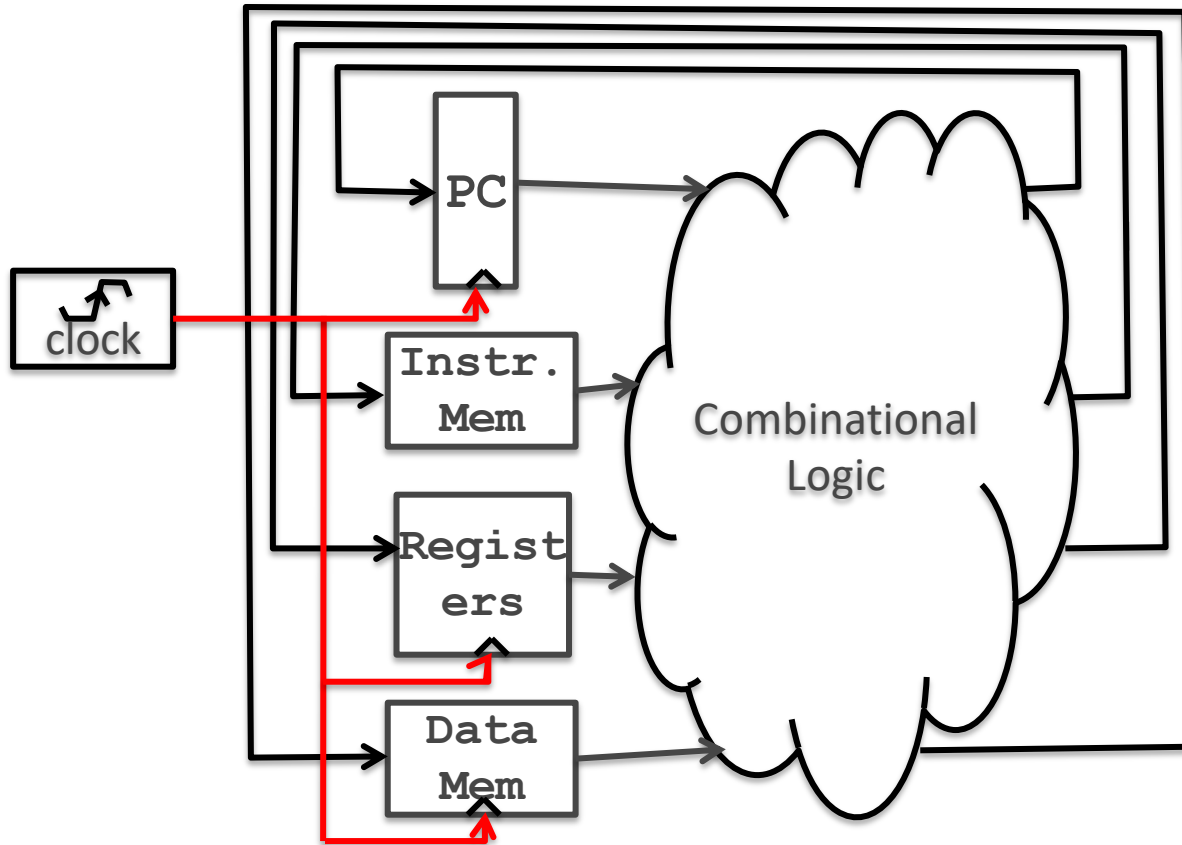 PC
clock
Instr.
Mem
Combinational
Logic
Regist
ers
Data
Mem